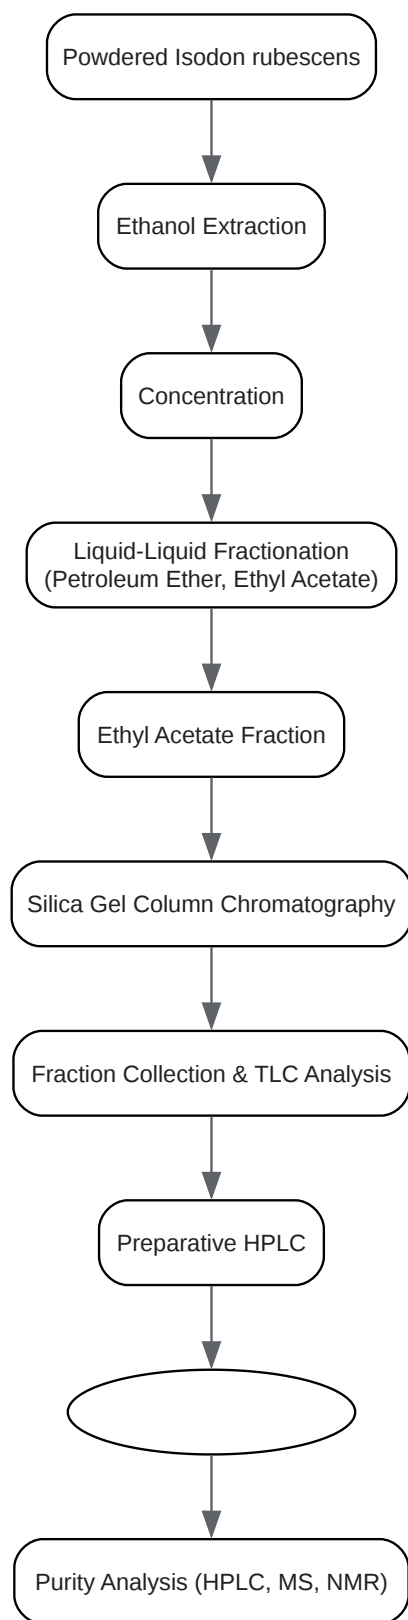 Powdered Isodon rubescens
Ethanol Extraction
Concentration
Liquid-Liquid Fractionation
(Petroleum Ether, Ethyl Acetate)
Ethyl Acetate Fraction
Silica Gel Column Chromatography
Fraction Collection & TLC Analysis
Preparative HPLC
Purity Analysis (HPLC, MS, NMR)